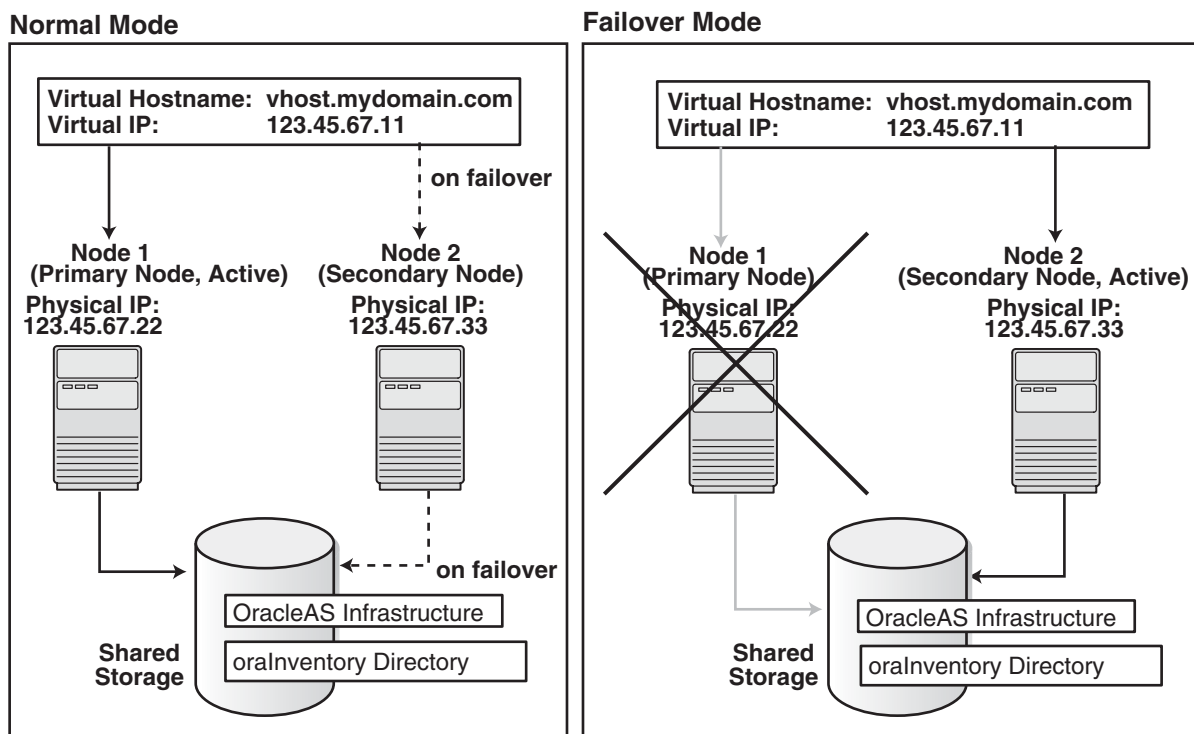 Normal Mode
Virtual Hostname: vhost.mydomain.com
Virtual IP: 123.45.67.11
on failover
Node 1
(Primary Node, Active)
Physical IP:
123.45.67.22
Node 2
(Secondary Node)
Physical IP:
123.45.67.33
on failover
OracleAS Infrastructure
oraInventory Directory
Shared
Storage
Failover Mode
Virtual Hostname: vhost.mydomain.com
Virtual IP: 123.45.67.11
Node 1
(Primary Node)
Physical IP:
123.45.67.22
Node 2
(Secondary Node, Active)
Physical IP:
123.45.67.33
OracleAS Infrastructure
oraInventory Directory
Shared
Storage